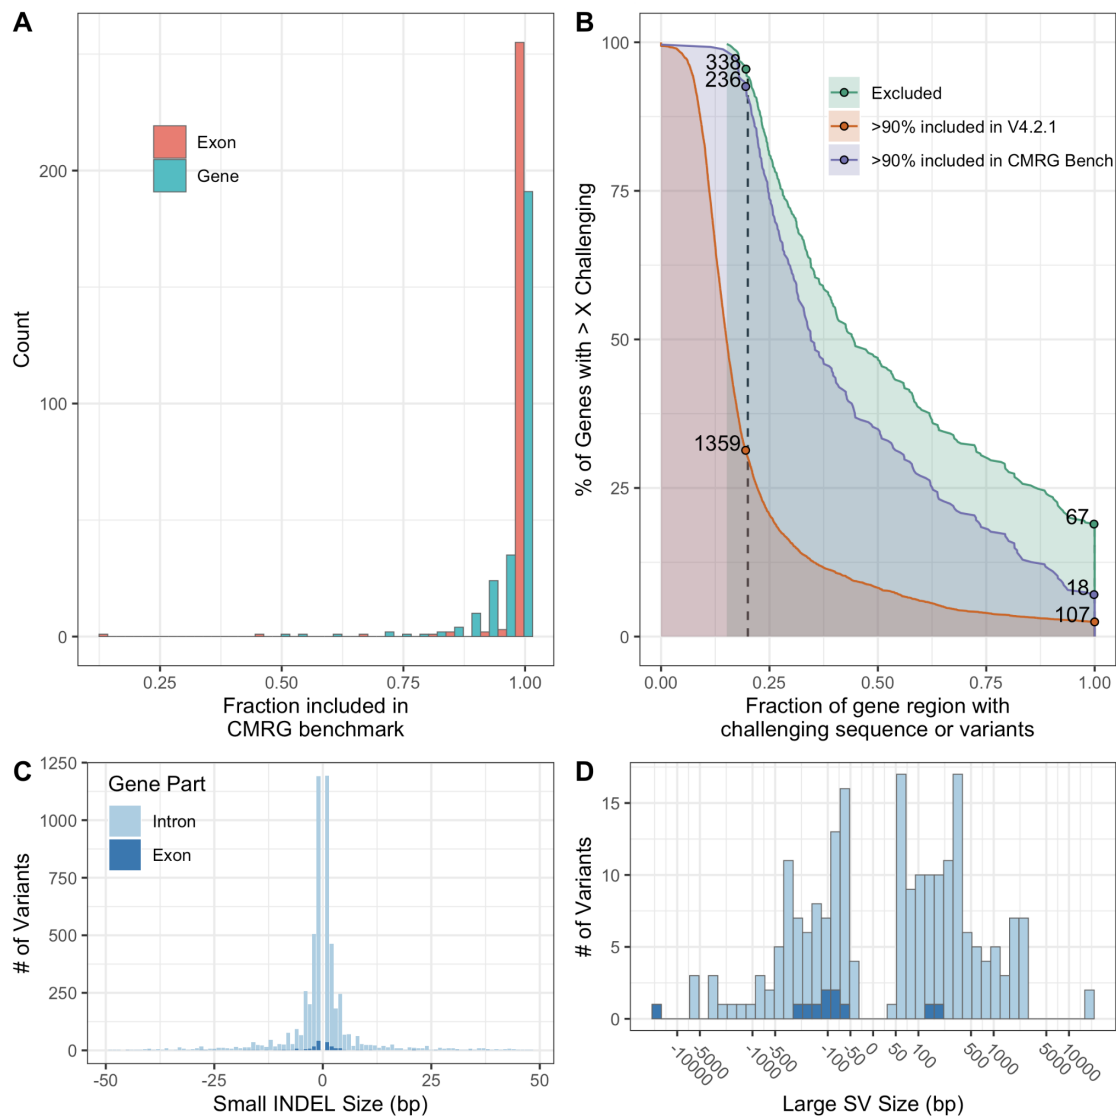 A
Count
200
100
0
Exon
Gene
0.25
0.50
0.75
1.00
Fraction included in
CMRG benchmark
B
% of Genes with > X Challenging
100
75
50
25
0
338
236
1359
67
18
107
Excluded
>90% included in V4.2.1
>90% included in CMRG Bench
0.00
0.25
0.50
0.75
1.00
Fraction of gene region with
challenging sequence or variants
C
# of Variants
1250
1000
750
500
250
0
Gene Part
Intron
Exon
-50
-25
0
25
50
Small INDEL Size (bp)
D
# of Variants
15
10
5
0
-10000
-5000
-1000
-500
-100
-50
0
50
100
500
1000
5000
10000
Large SV Size (bp)